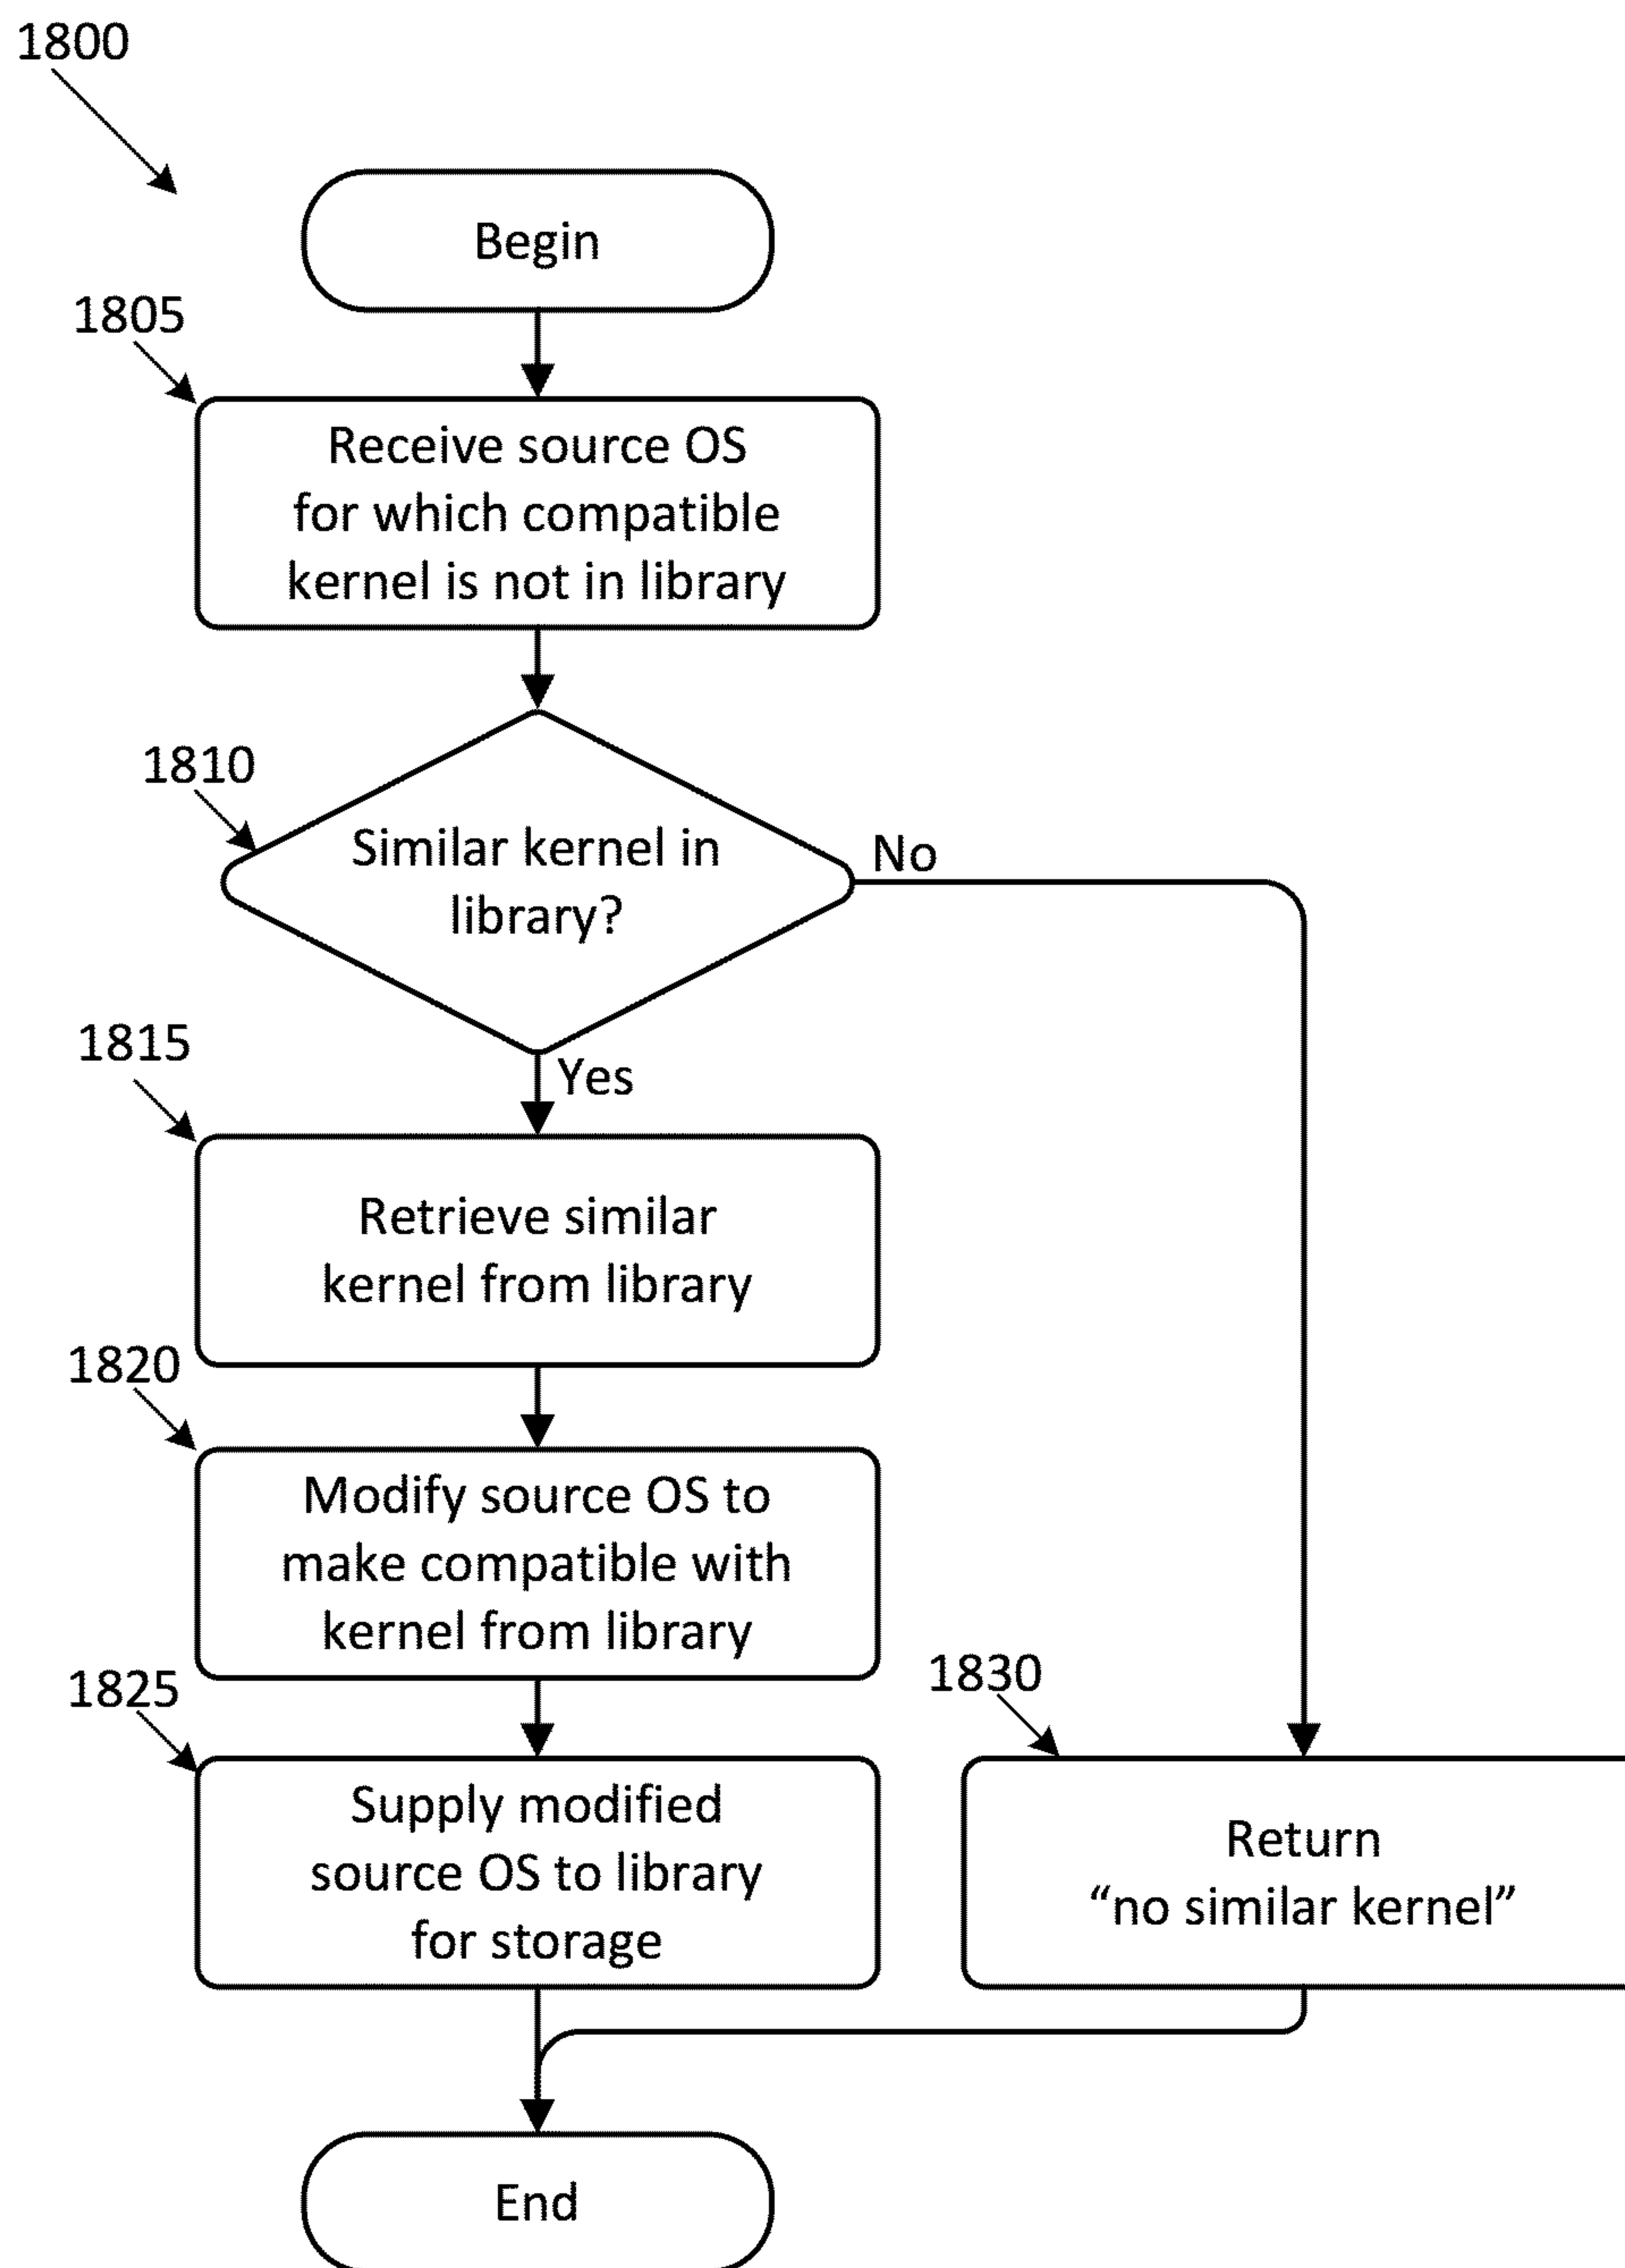 1800
Begin
1805
Receive source OS
for which compatible
kernel is not in library
1810
Similar kernel in
library?
No
Yes
1815
Retrieve similar
kernel from library
1820
Modify source OS to
make compatible with
kernel from library
1825
Supply modified
source OS to library
for storage
1830
Return
“no similar kernel”
End